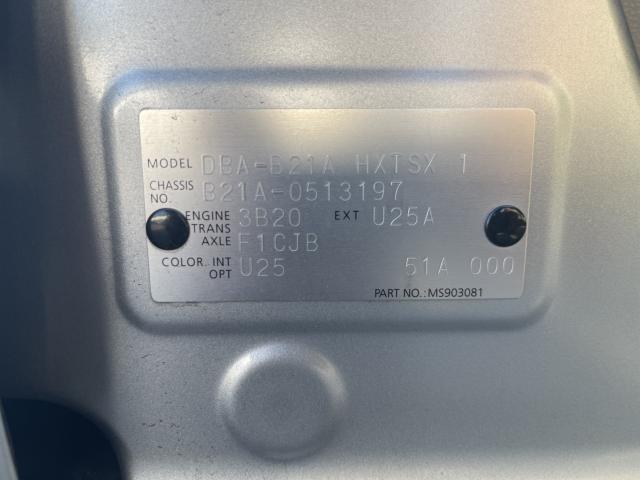 MODEL DBA-B21A HXTSX 1
CHASSIS NO. B21A-0513197
ENGINE 3B20 EXT U25A
TRANS AXLE F1CJB
COLOR INT OPT U25 51A 000
PART NO.:MS903081